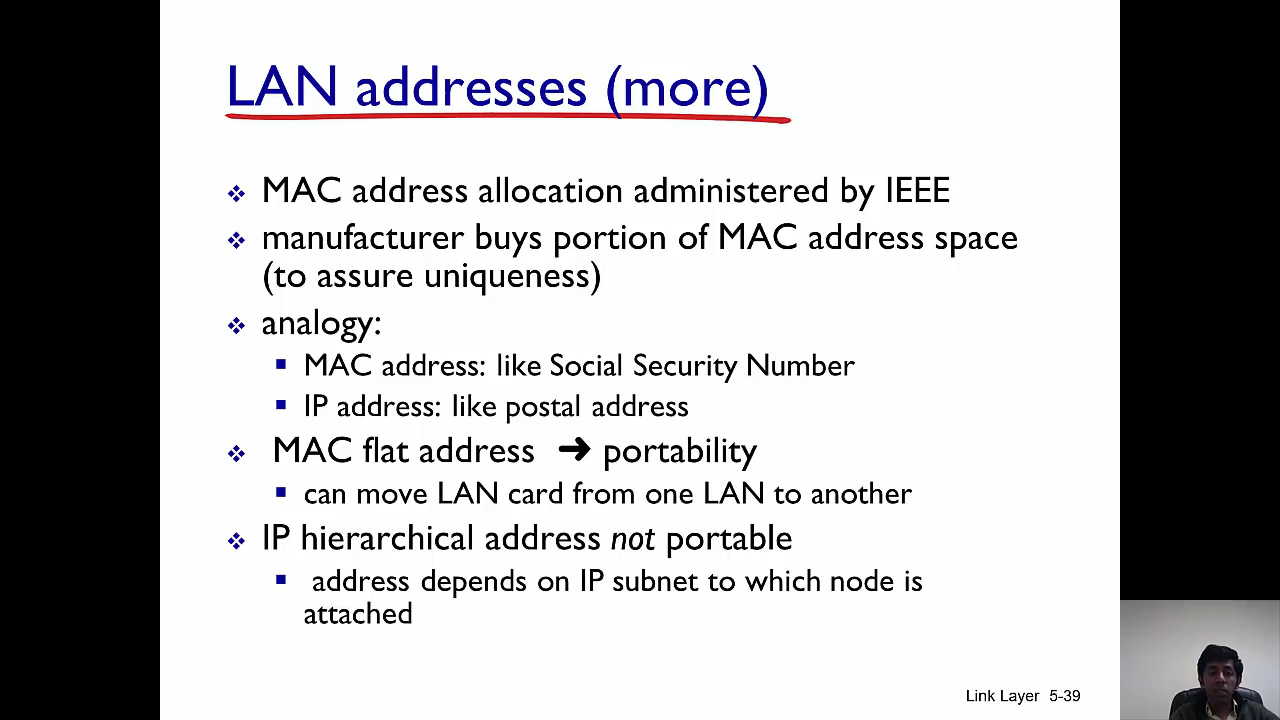 LAN addresses (more)
MAC address allocation administered by IEEE
manufacturer buys portion of MAC address space
(to assure uniqueness)
analogy:
MAC address: like Social Security Number
IP address: like postal address
MAC flat address ➜ portability
can move LAN card from one LAN to another
IP hierarchical address not portable
address depends on IP subnet to which node is
attached
Link Layer 5-39